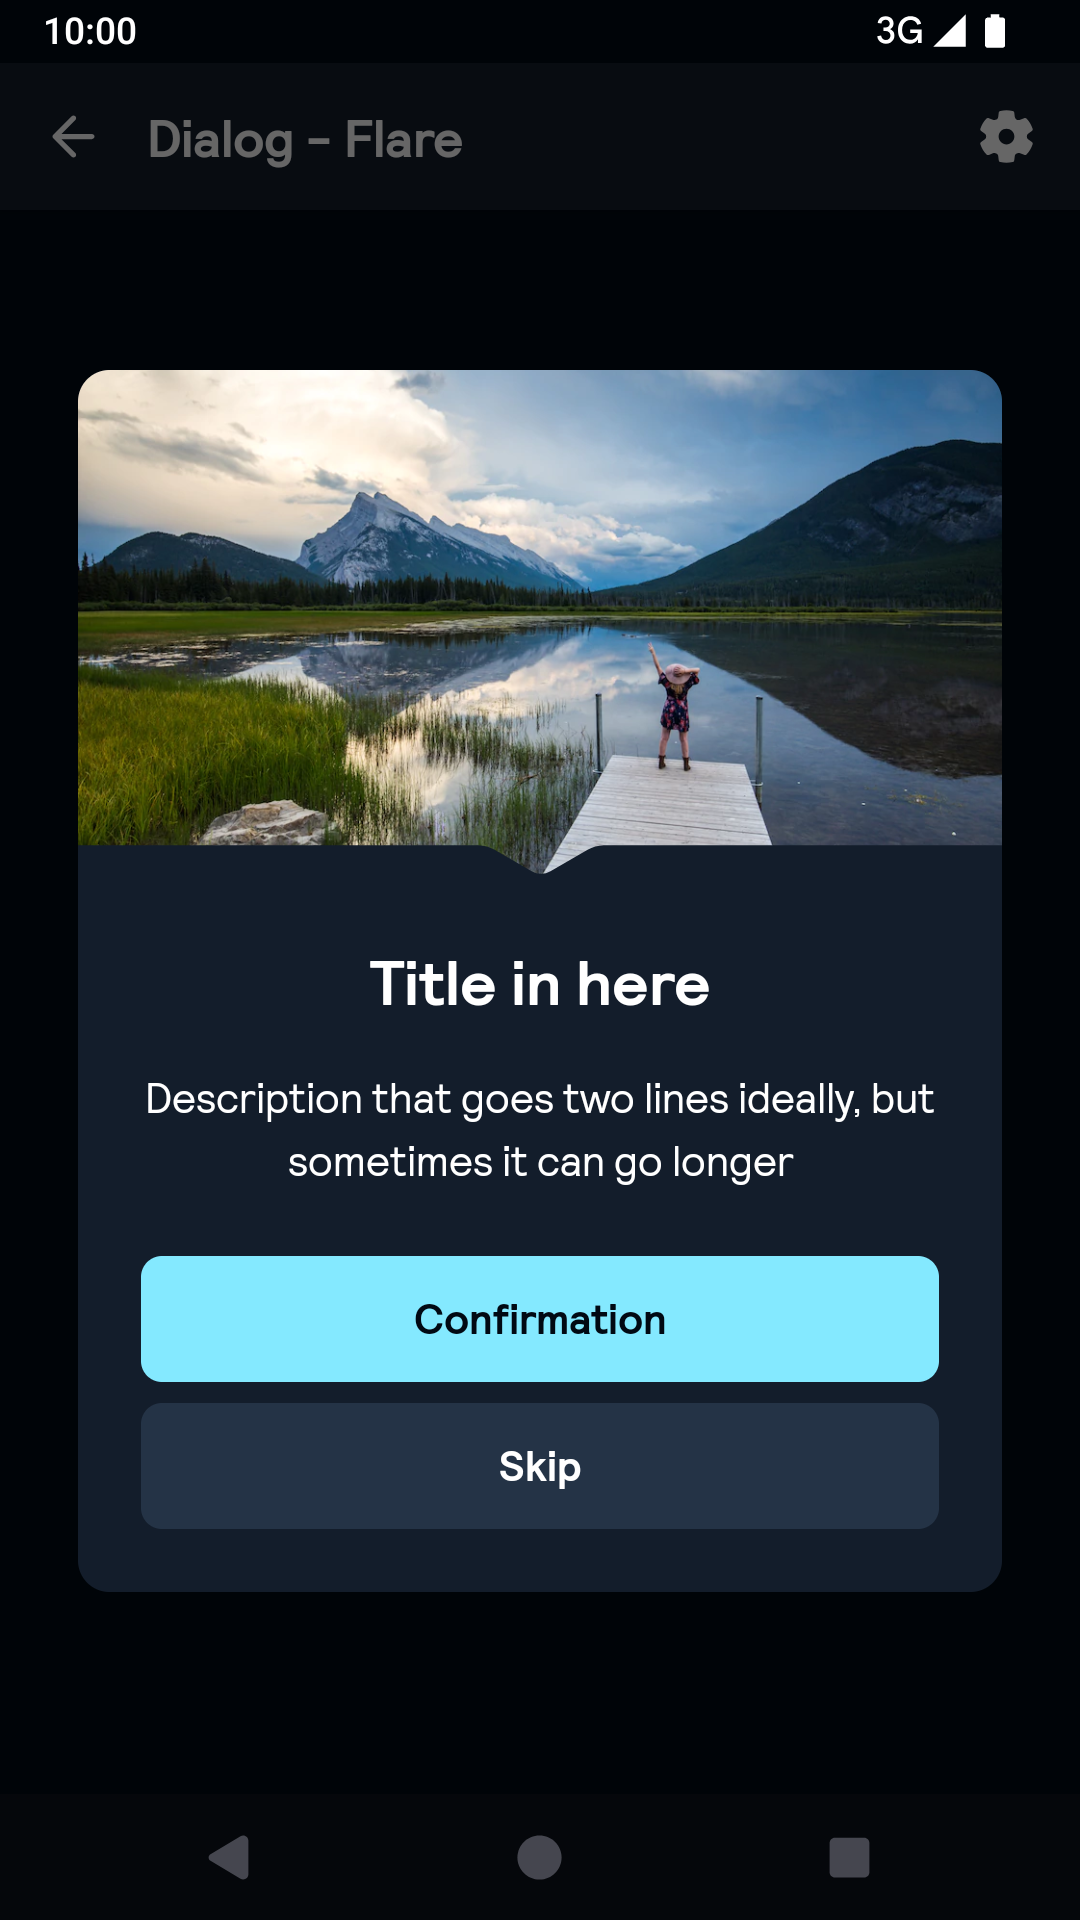 10:00
3G
Dialog - Flare
Title in here
Description that goes two lines ideally, but
sometimes it can go longer
Confirmation
Skip